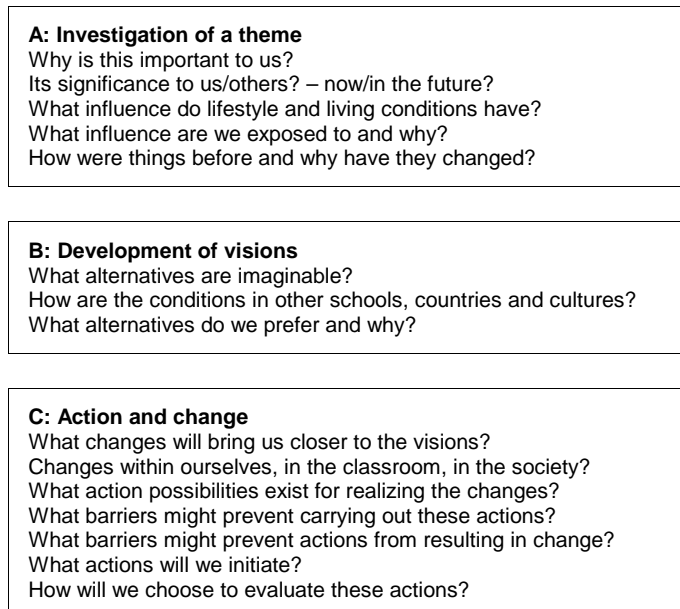 A: Investigation of a theme
Why is this important to us?
Its significance to us/others? – now/in the future?
What influence do lifestyle and living conditions have?
What influence are we exposed to and why?
How were things before and why have they changed?
B: Development of visions
What alternatives are imaginable?
How are the conditions in other schools, countries and cultures?
What alternatives do we prefer and why?
C: Action and change
What changes will bring us closer to the visions?
Changes within ourselves, in the classroom, in the society?
What action possibilities exist for realizing the changes?
What barriers might prevent carrying out these actions?
What barriers might prevent actions from resulting in change?
What actions will we initiate?
How will we choose to evaluate these actions?